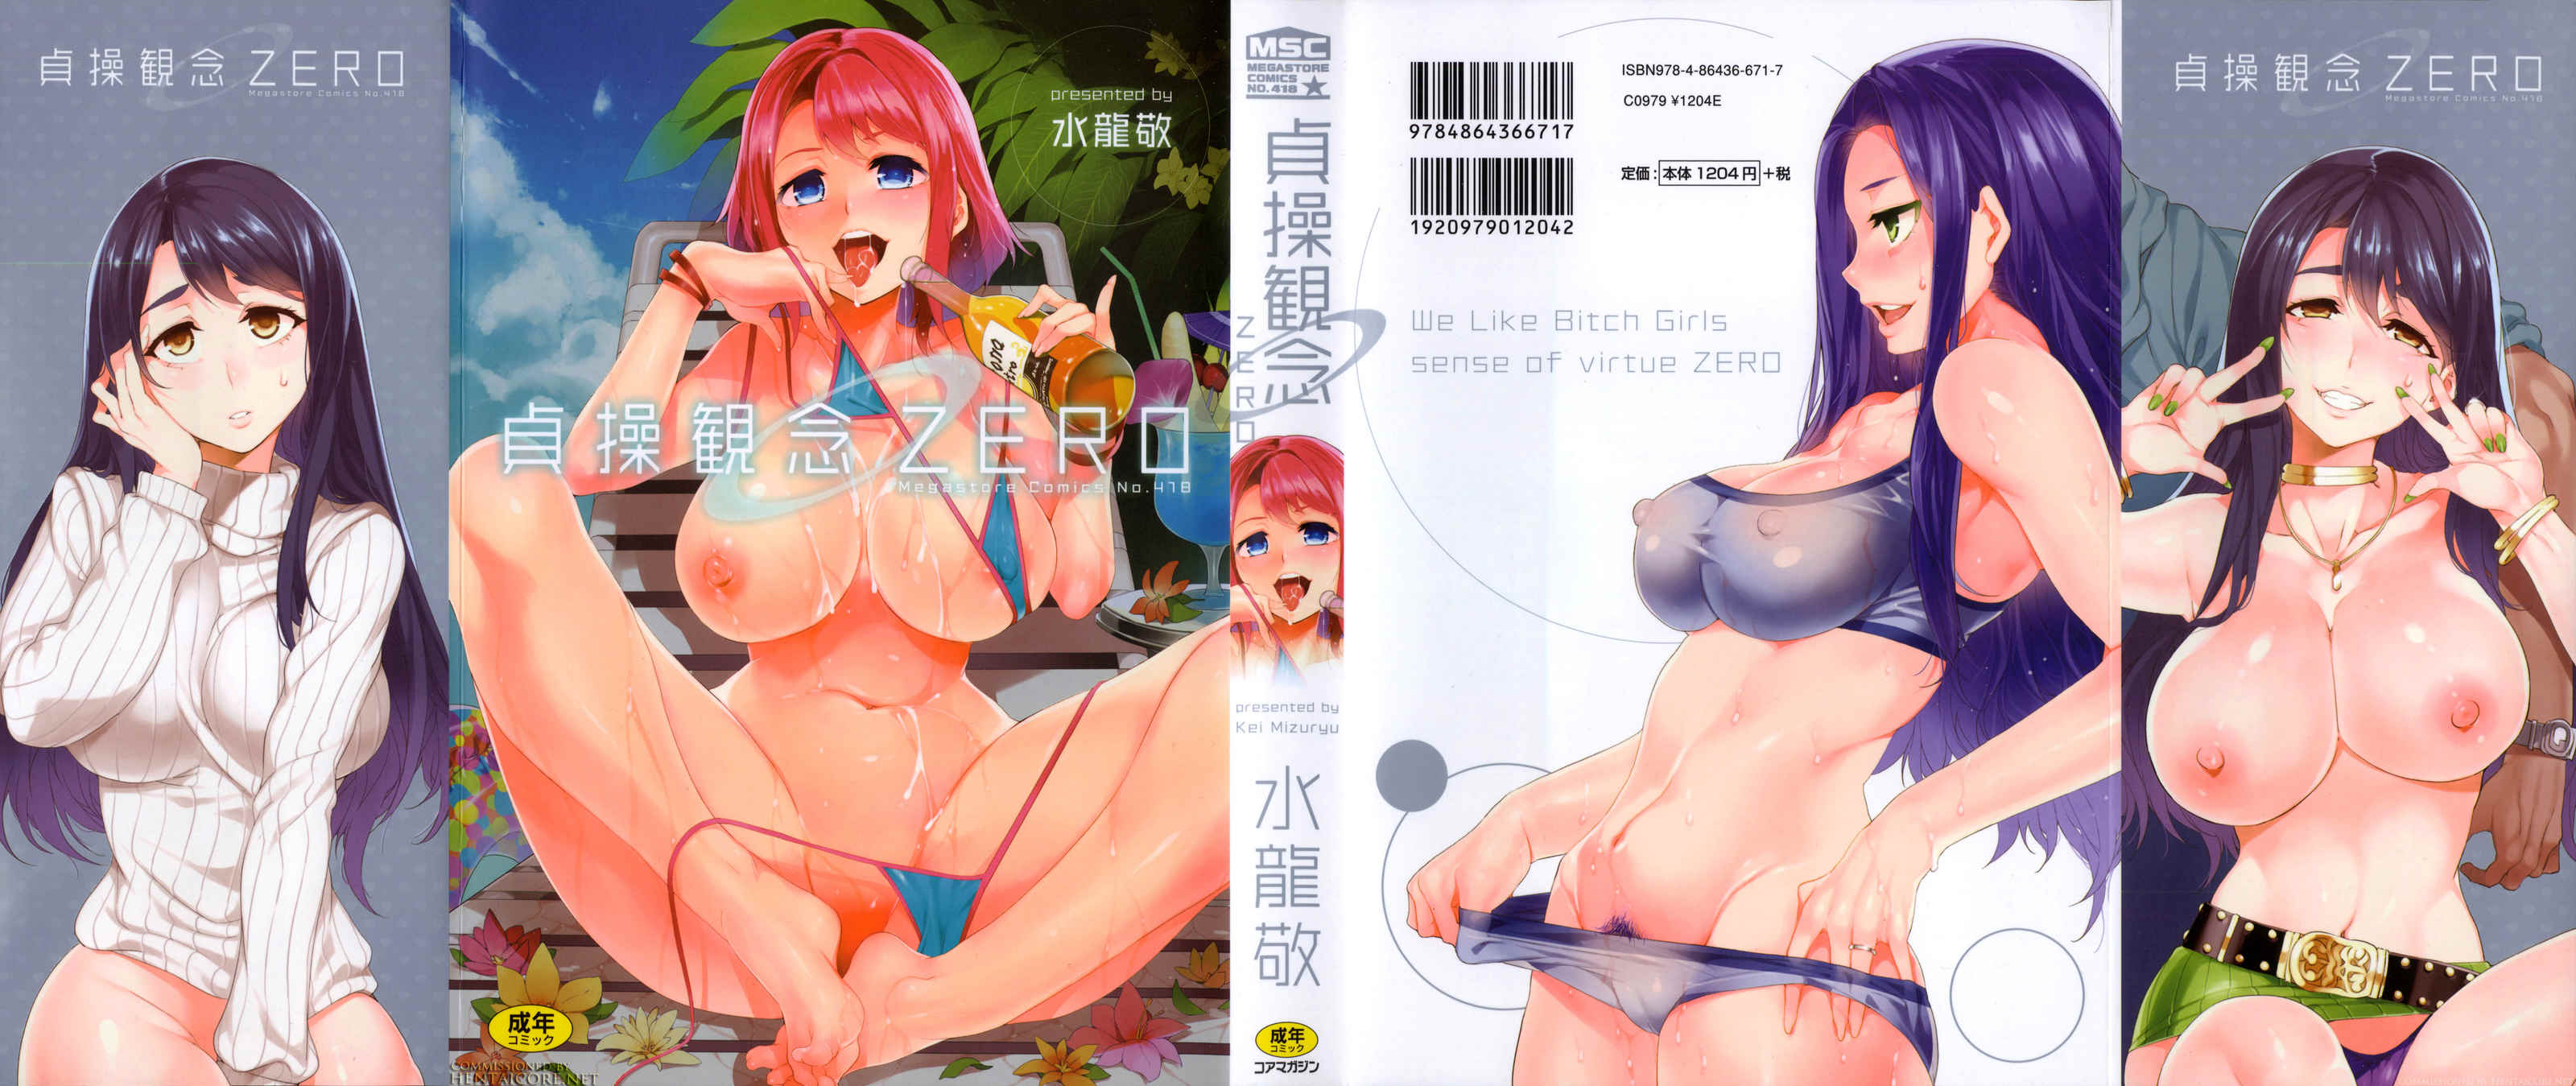 貞操観念 ZERO
Megastore Comics No.418
presented by
水龍敬
貞操観念 ZERO
Megastore Comics No.418
成年
コミック
COMMISSIONED BY
HENTAICORE.NET
MSC
MEGASTORE
COMICS
NO.418
貞操観念
ZERO
presented by
Kei Mizuryu
水龍敬
成年
コミック
コアマガジン
9784864366717
1920979012042
ISBN978-4-86436-671-7
C0979 ¥1204E
定価:本体1204円+税
We Like Bitch Girls
sense of virtue ZERO
貞操観念 ZERO
Megastore Comics No.418